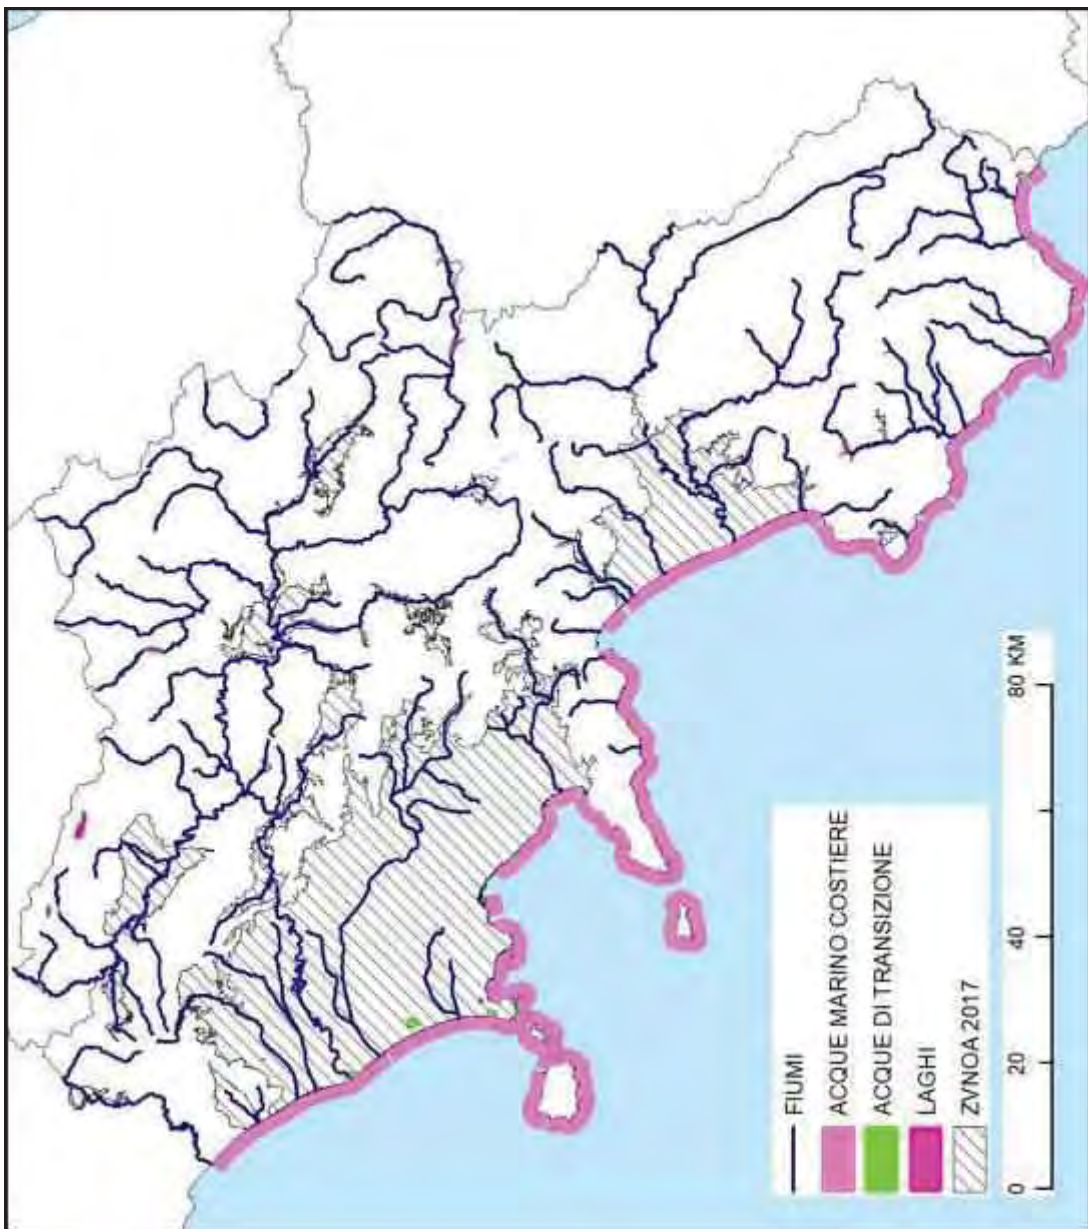 FIUMI
ACQUE MARINO COSTIERE
ACQUE DI TRANSIZIONE
LAGHI
ZVNOA 2017
0 20 40 80 KM